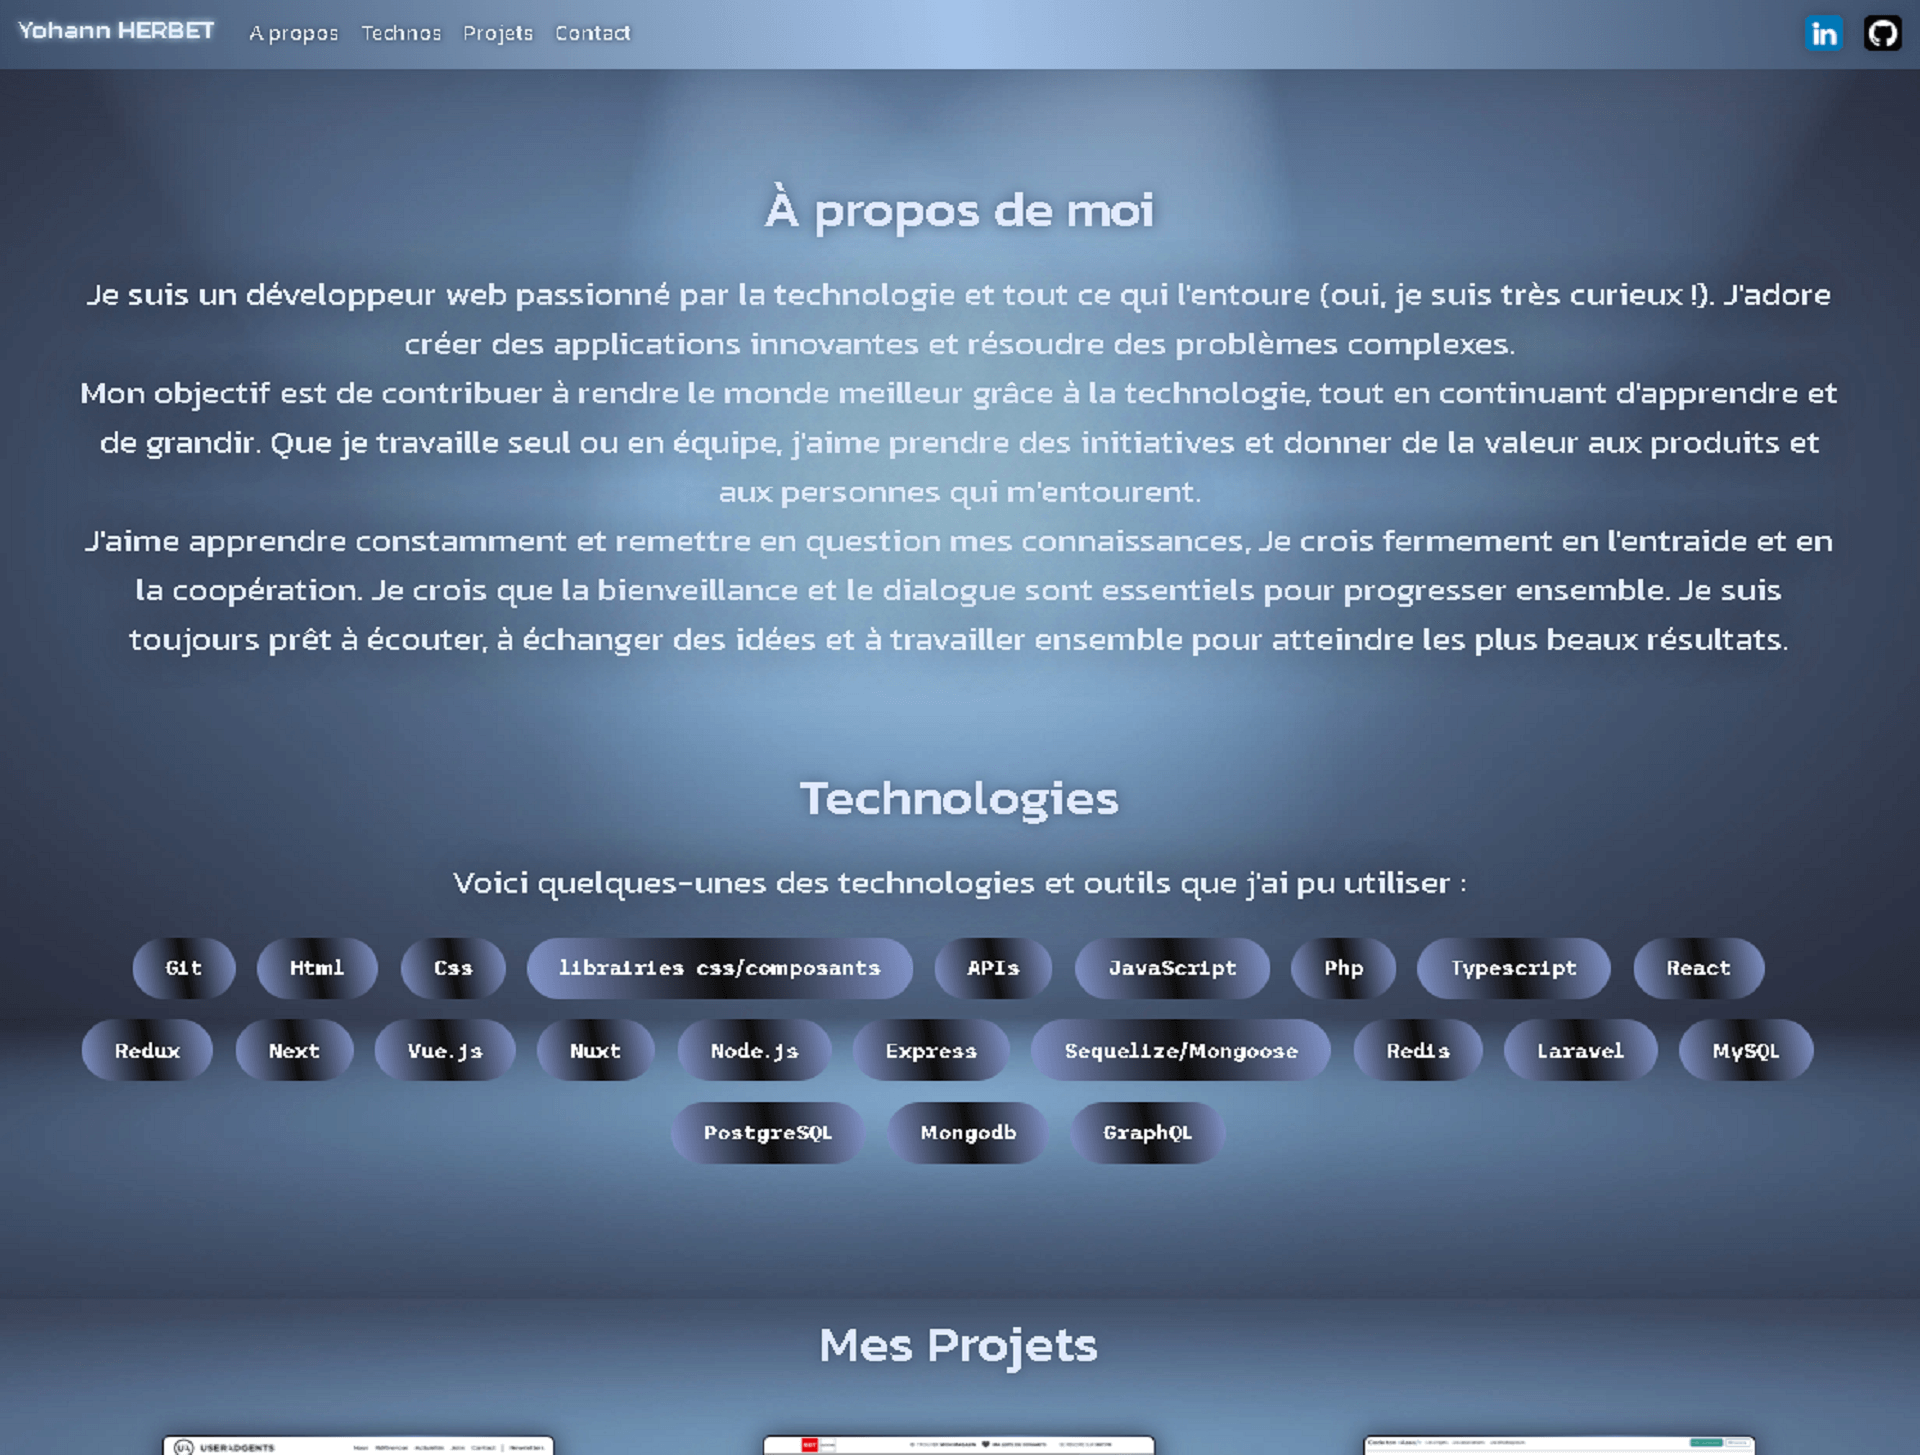 Yohann HERBET A propos Technos Projets Contact in
À propos de moi
Je suis un développeur web passionné par la technologie et tout ce qui l'entoure (oui, je suis très curieux !). J'adore
créer des applications innovantes et résoudre des problèmes complexes.
Mon objectif est de contribuer à rendre le monde meilleur grâce à la technologie, tout en continuant d'apprendre et
de grandir. Que je travaille seul ou en équipe, j'aime prendre des initiatives et donner de la valeur aux produits et
aux personnes qui m'entourent.
J'aime apprendre constamment et remettre en question mes connaissances, Je crois fermement en l'entraide et en
la coopération. Je crois que la bienveillance et le dialogue sont essentiels pour progresser ensemble. Je suis
toujours prêt à écouter, à échanger des idées et à travailler ensemble pour atteindre les plus beaux résultats.
Technologies
Voici quelques-unes des technologies et outils que j'ai pu utiliser :
Git Html Css librairies css/composants APIs JavaScript Php Typescript React
Redux Next Vue.js Nuxt Node.js Express Sequelize/Mongoose Redis Laravel MySQL
PostgreSQL Mongodb GraphQL
Mes Projets
USERADGENTS